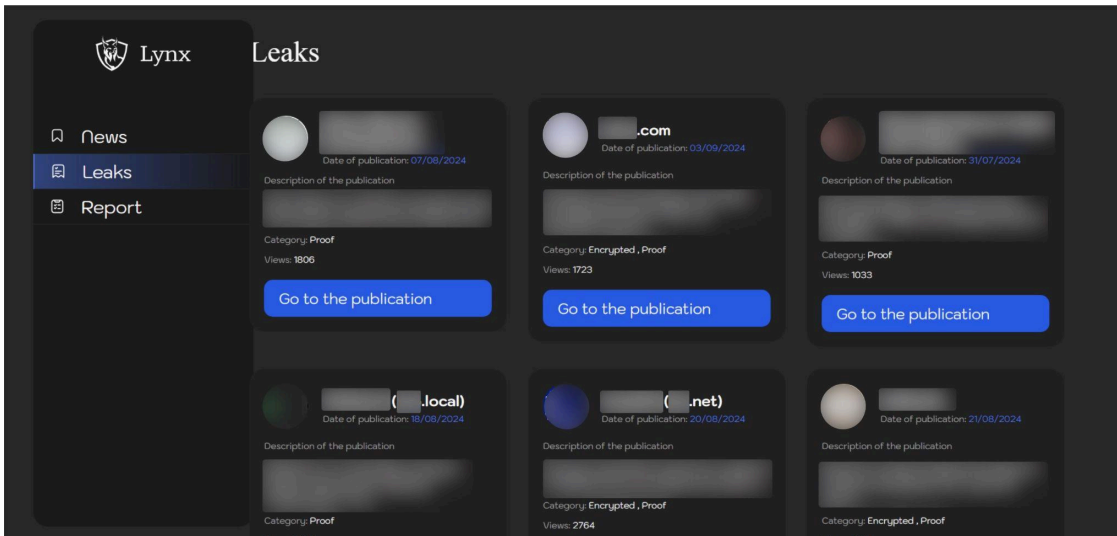 Lynx
News
Leaks
Report
Leaks
Date of publication: 07/08/2024
Description of the publication
Category: Proof
Views: 1806
Go to the publication
.com
Date of publication: 03/09/2024
Description of the publication
Category: Encrypted , Proof
Views: 1723
Go to the publication
Date of publication: 31/07/2024
Description of the publication
Category: Proof
Views: 1033
Go to the publication
( .local)
Date of publication: 18/08/2024
Description of the publication
Category: Proof
( .net)
Date of publication: 20/08/2024
Description of the publication
Category: Encrypted , Proof
Views: 2764
Date of publication: 21/08/2024
Description of the publication
Category: Encrypted , Proof